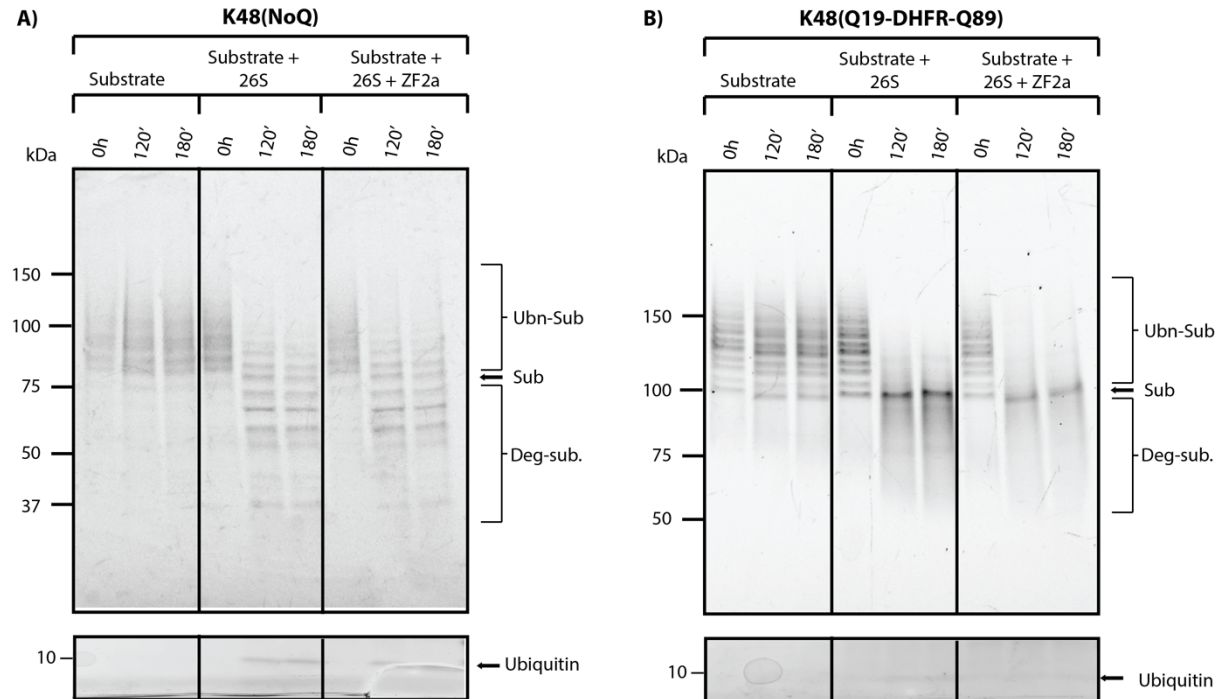 A)
K48(NoQ)
Substrate
Substrate +
26S
Substrate +
26S + ZF2a
kDa
0h
120′
180′
0h
120′
180′
0h
120′
180′
150
100
75
50
37
Ubn-Sub
Sub
Deg-sub.
10
Ubiquitin
B)
K48(Q19-DHFR-Q89)
Substrate
Substrate +
26S
Substrate +
26S + ZF2a
kDa
0h
120′
180′
0h
120′
180′
0h
120′
180′
150
100
75
50
Ubn-Sub
Sub
Deg-sub.
10
Ubiquitin